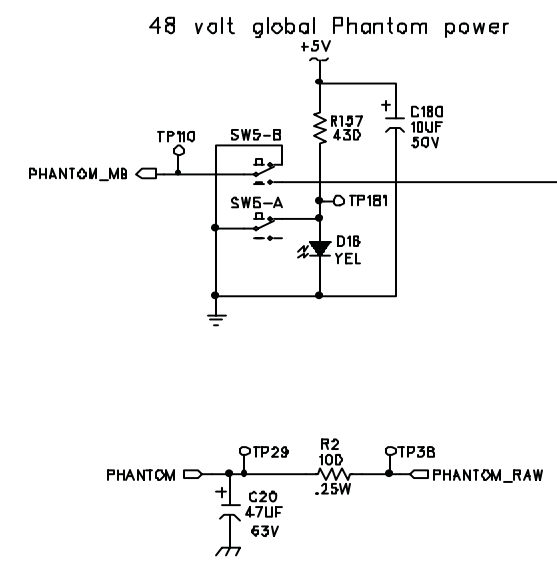 48 volt global Phantom power
+5V
+
C180
10UF
50V
R157
430
TP110
SW5-B
PHANTOM_MB
SW5-A
TP181
D18
YEL
PHANTOM
TP29
R2
100
.25W
TP38
PHANTOM_RAW
+
C20
47UF
63V